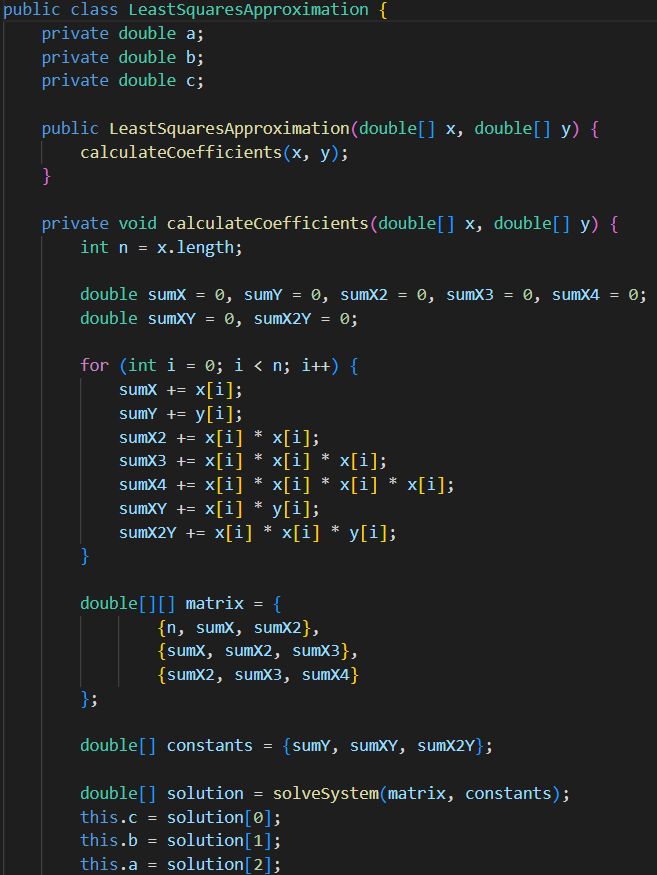 public class LeastSquaresApproximation {
    private double a;
    private double b;
    private double c;

    public LeastSquaresApproximation(double[] x, double[] y) {
        calculateCoefficients(x, y);
    }

    private void calculateCoefficients(double[] x, double[] y) {
        int n = x.length;

        double sumX = 0, sumY = 0, sumX2 = 0, sumX3 = 0, sumX4 = 0;
        double sumXY = 0, sumX2Y = 0;

        for (int i = 0; i < n; i++) {
            sumX += x[i];
            sumY += y[i];
            sumX2 += x[i] * x[i];
            sumX3 += x[i] * x[i] * x[i];
            sumX4 += x[i] * x[i] * x[i] * x[i];
            sumXY += x[i] * y[i];
            sumX2Y += x[i] * x[i] * y[i];
        }

        double[][] matrix = {
                {n, sumX, sumX2},
                {sumX, sumX2, sumX3},
                {sumX2, sumX3, sumX4}
        };

        double[] constants = {sumY, sumXY, sumX2Y};

        double[] solution = solveSystem(matrix, constants);
        this.c = solution[0];
        this.b = solution[1];
        this.a = solution[2];